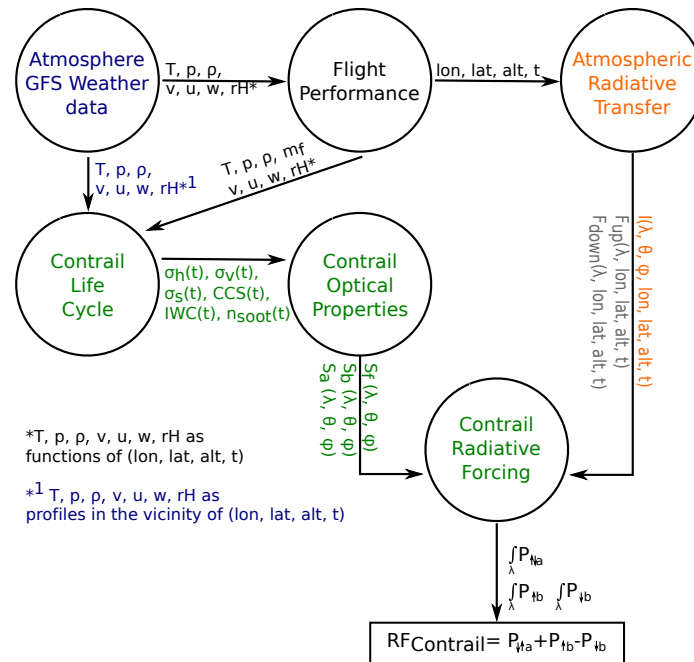 Atmosphere
GFS Weather
data
T, p, ρ,
v, u, w, rH*
Flight
Performance
lon, lat, alt, t
Atmospheric
Radiative
Transfer
T, p, ρ,
v, u, w, rH*1
T, p, ρ, mf
v, u, w, rH*
Contrail
Life
Cycle
σh(t), σv(t),
σs(t), CCS(t),
IWC(t), nsoot(t)
Contrail
Optical
Properties
I(λ, θ, φ, lon, lat, alt, t)
Fup(λ, lon, lat, alt, t)
Fdown(λ, lon, lat, alt, t)
Sf (λ, θ, φ)
Sb (λ, θ, φ)
Sa (λ, θ, φ)
Contrail
Radiative
Forcing
*T, p, ρ, v, u, w, rH as
functions of (lon, lat, alt, t)
*1 T, p, ρ, v, u, w, rH as
profiles in the vicinity of (lon, lat, alt, t)
∫λ P⇅a
∫λ P↑b ∫λ P↓b
RFContrail= P⇵a+P↑b-P↓b